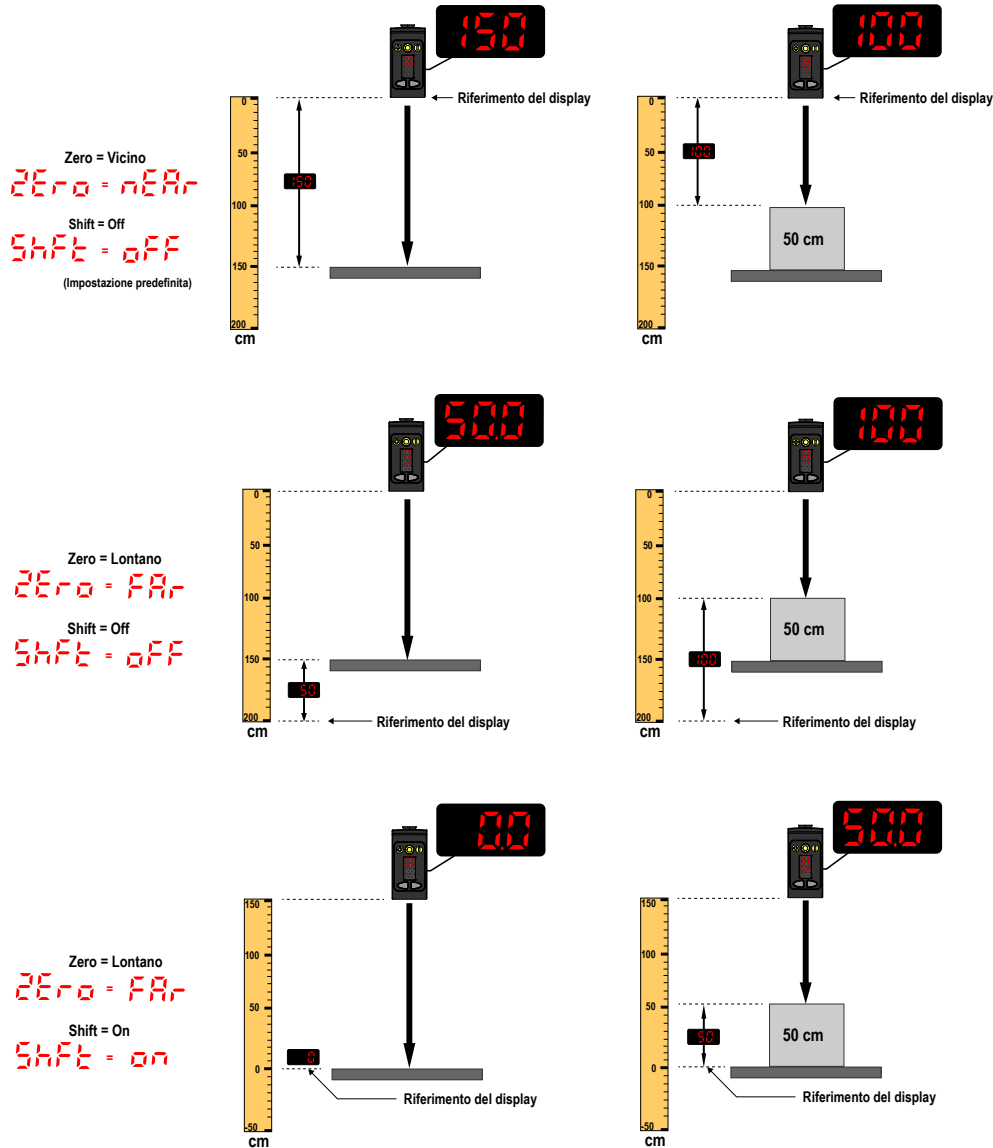 150
100
Riferimento del display
Riferimento del display
0
50
100
150
200
cm
150
0
50
100
150
200
cm
100
50 cm
Zero = Vicino
ZEro = nEAr
Shift = Off
ShFt = oFF
(Impostazione predefinita)
50.0
100
0
50
100
150
200
cm
50
Riferimento del display
0
50
100
150
200
cm
100
50 cm
Riferimento del display
Zero = Lontano
ZEro = FAr
Shift = Off
ShFt = oFF
0.0
50.0
150
100
50
0
-50
cm
0
Riferimento del display
150
100
50
0
-50
cm
50
50 cm
Riferimento del display
Zero = Lontano
ZEro = FAr
Shift = On
ShFt = on